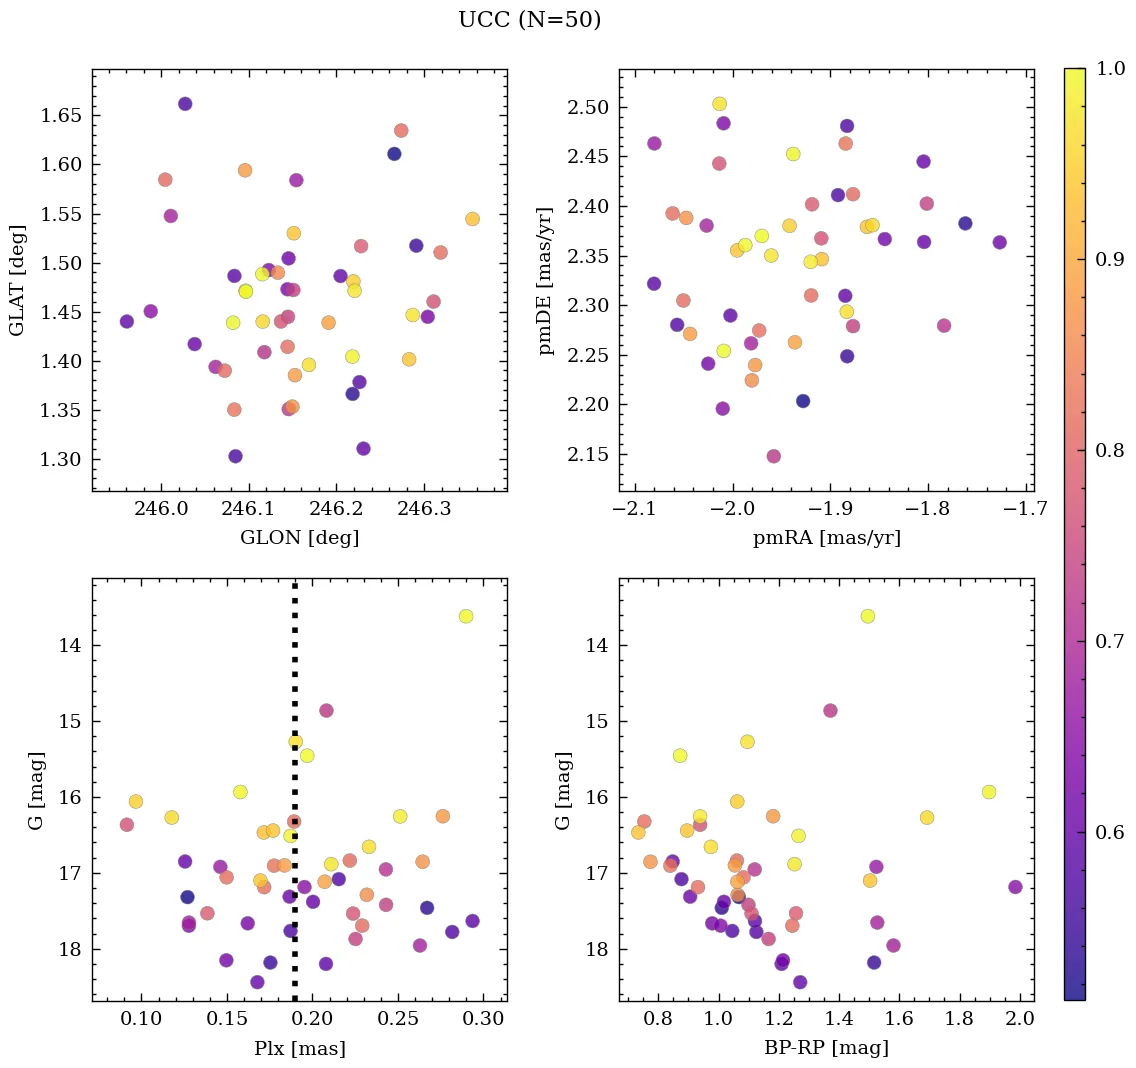 UCC (N=50)
1.65
1.60
1.55
1.50
1.45
1.40
1.35
1.30
GLAT [deg]
246.0 246.1 246.2 246.3
GLON [deg]
2.50
2.45
2.40
2.35
2.30
2.25
2.20
2.15
pmDE [mas/yr]
−2.1 −2.0 −1.9 −1.8 −1.7
pmRA [mas/yr]
14
15
16
17
18
G [mag]
0.10 0.15 0.20 0.25 0.30
Plx [mas]
14
15
16
17
18
G [mag]
0.8 1.0 1.2 1.4 1.6 1.8 2.0
BP-RP [mag]
1.0
0.9
0.8
0.7
0.6